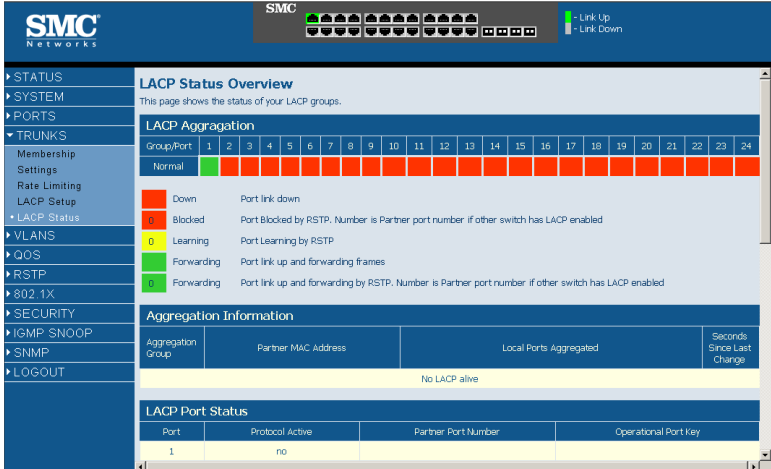 SMC
Networks
SMC
- Link Up
- Link Down
STATUS
SYSTEM
PORTS
TRUNKS
Membership
Settings
Rate Limiting
LACP Setup
LACP Status
VLANS
QOS
RSTP
802.1X
SECURITY
IGMP SNOOP
SNMP
LOGOUT
LACP Status Overview
This page shows the status of your LACP groups.
LACP Aggragation
Group/Port 1 2 3 4 5 6 7 8 9 10 11 12 13 14 15 16 17 18 19 20 21 22 23 24
Normal
Down Port link down
0 Blocked Port Blocked by RSTP. Number is Partner port number if other switch has LACP enabled
0 Learning Port Learning by RSTP
Forwarding Port link up and forwarding frames
0 Forwarding Port link up and forwarding by RSTP. Number is Partner port number if other switch has LACP enabled
Aggregation Information
Aggregation Group Partner MAC Address Local Ports Aggregated Seconds Since Last Change
No LACP alive
LACP Port Status
Port Protocol Active Partner Port Number Operational Port Key
1 no